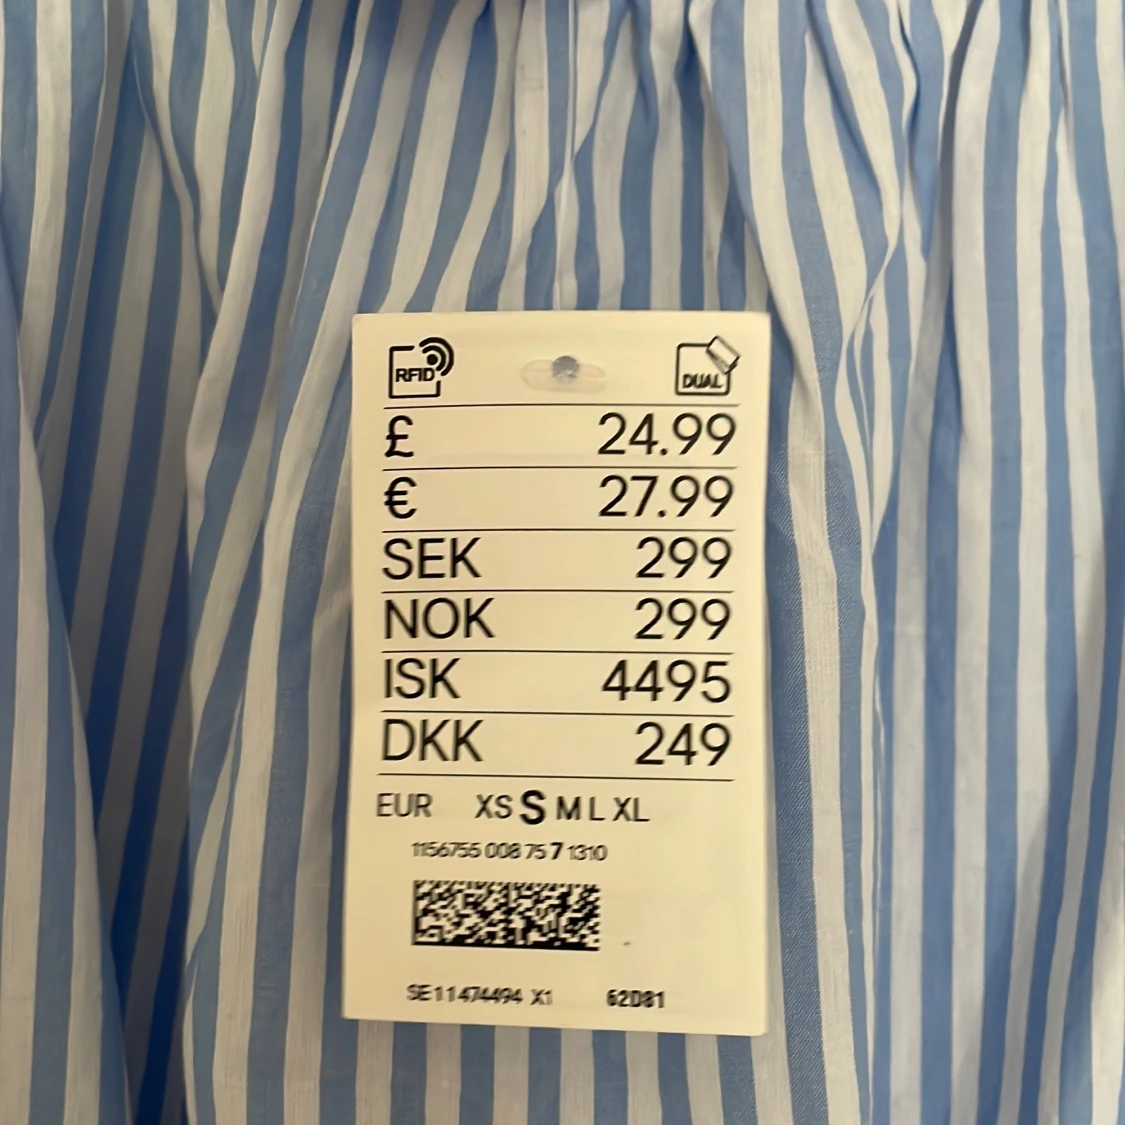 RFID DUAL
£ 24.99
€ 27.99
SEK 299
NOK 299
ISK 4495
DKK 249
EUR XS S M L XL
1156755 008 75 7 1310
SE11474494 X1 62D81